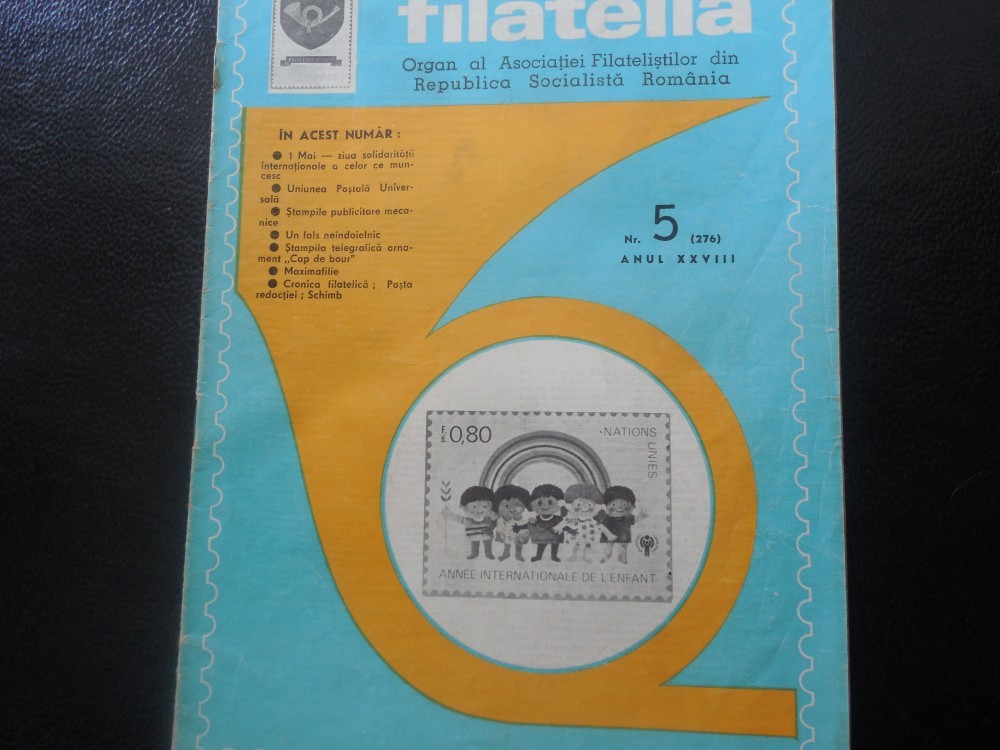 filatelia
Organ al Asociației Filateliștilor din
Republica Socialistă România
ÎN ACEST NUMĂR :
● 1 Mai — ziua solidarității
internaționale a celor ce mun-
cesc
● Uniunea Poștală Univer-
sală
● Ștampile publicitare meca-
nice
● Un fals neîndoielnic
● Ștampila telegrafică orna-
ment „Cap de bour"
● Maximafilie
● Cronica filatelică ; Poșta
redacției ; Schimb
Nr. 5 (276)
ANUL XXVIII
F.S. 0,80
·NATIONS
UNIES
ANNÉE INTERNATIONALE DE L'ENFANT